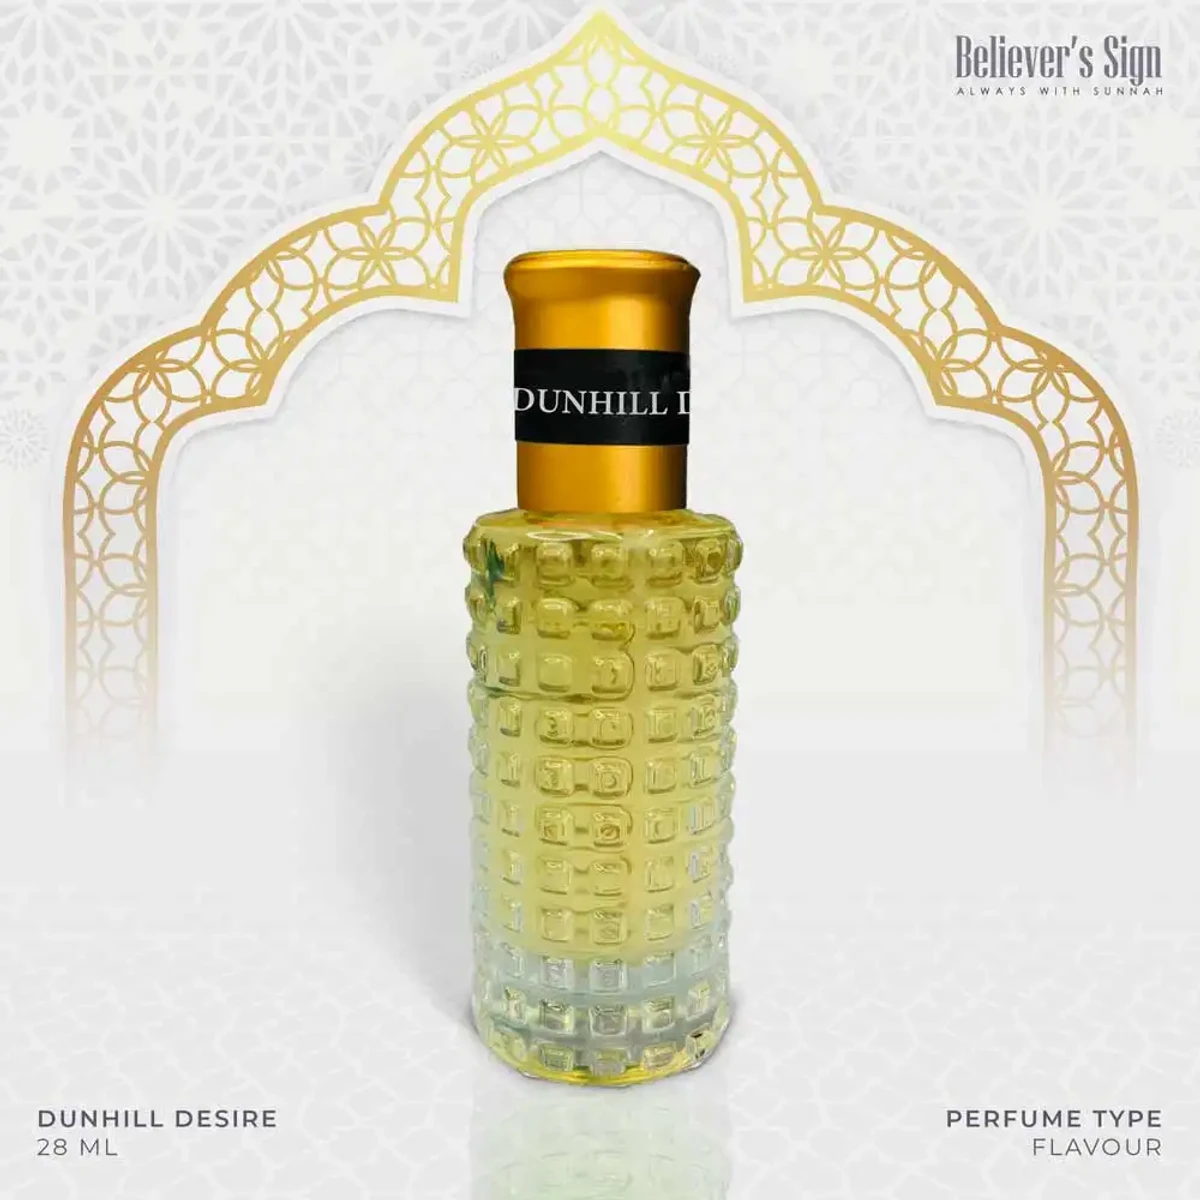 Believer's Sign
ALWAYS WITH SUNNAH
DUNHILL D
DUNHILL DESIRE
28 ML
PERFUME TYPE
FLAVOUR